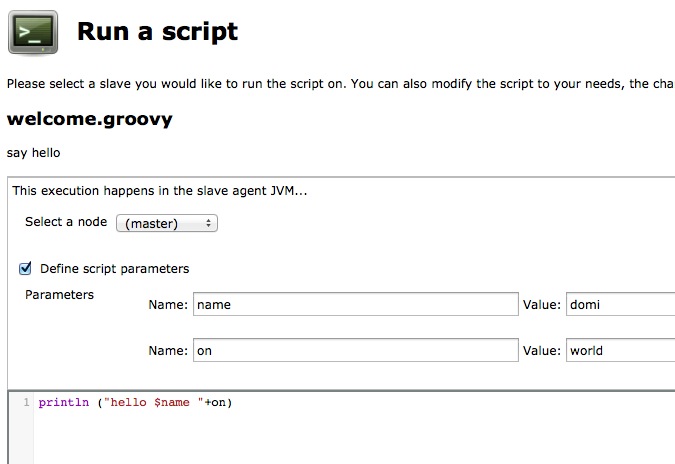 Run a script
Please select a slave you would like to run the script on. You can also modify the script to your needs, the cha
welcome.groovy
say hello
This execution happens in the slave agent JVM...
Select a node (master)
Define script parameters
Parameters
Name: name Value: domi
Name: on Value: world
1 println ("hello $name "+on)